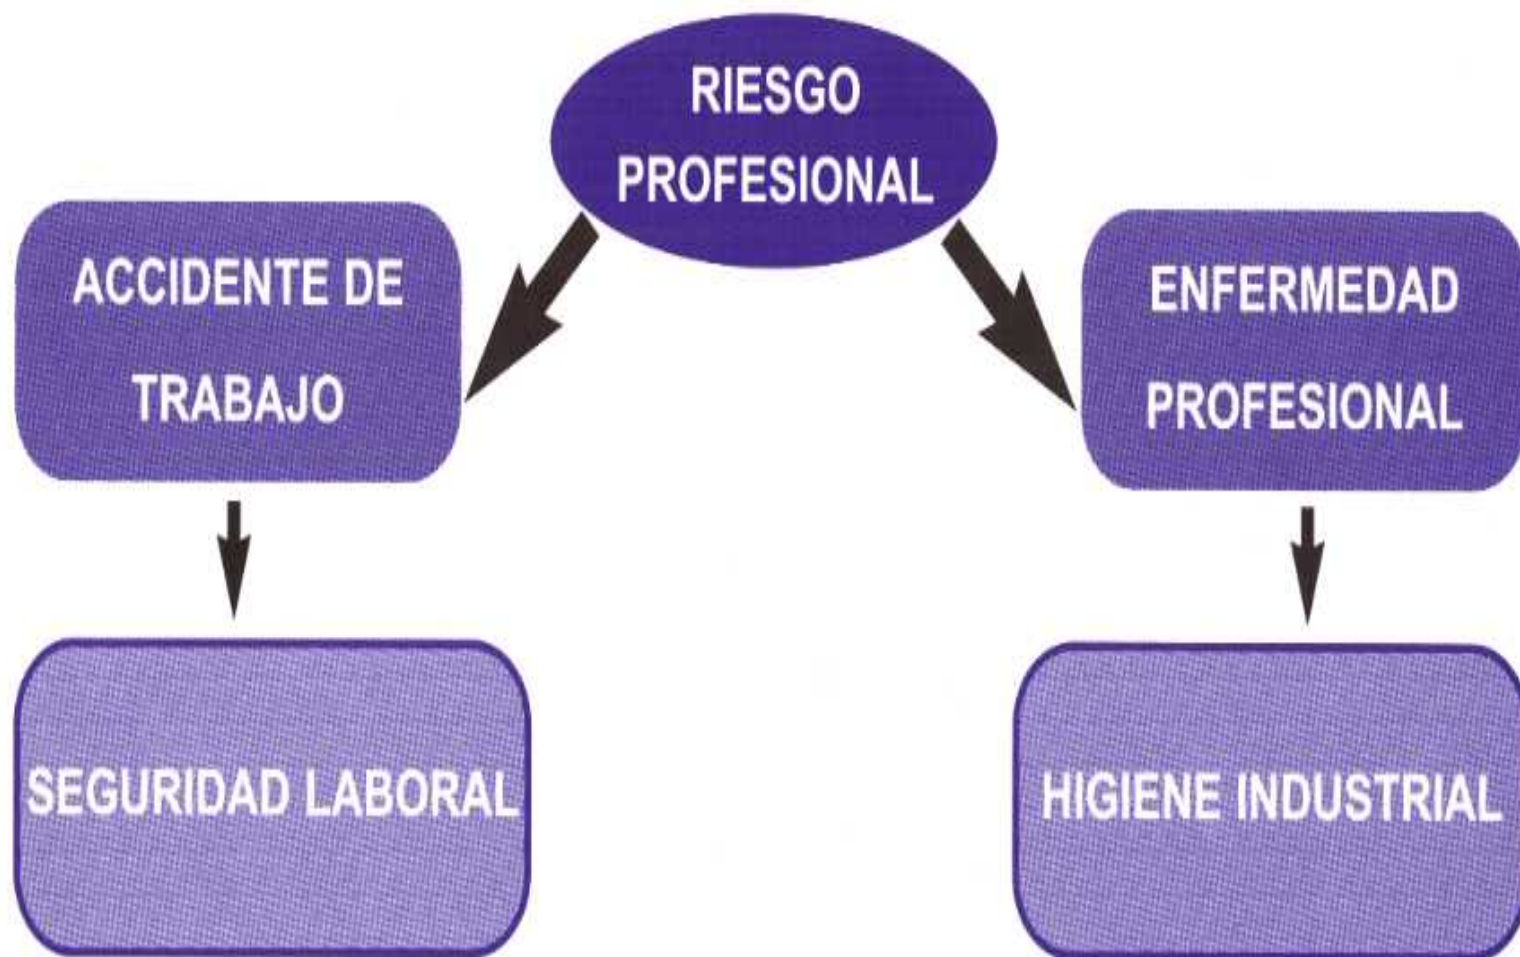 RIESGO
PROFESIONAL
ACCIDENTE DE
TRABAJO
ENFERMEDAD
PROFESIONAL
SEGURIDAD LABORAL
HIGIENE INDUSTRIAL